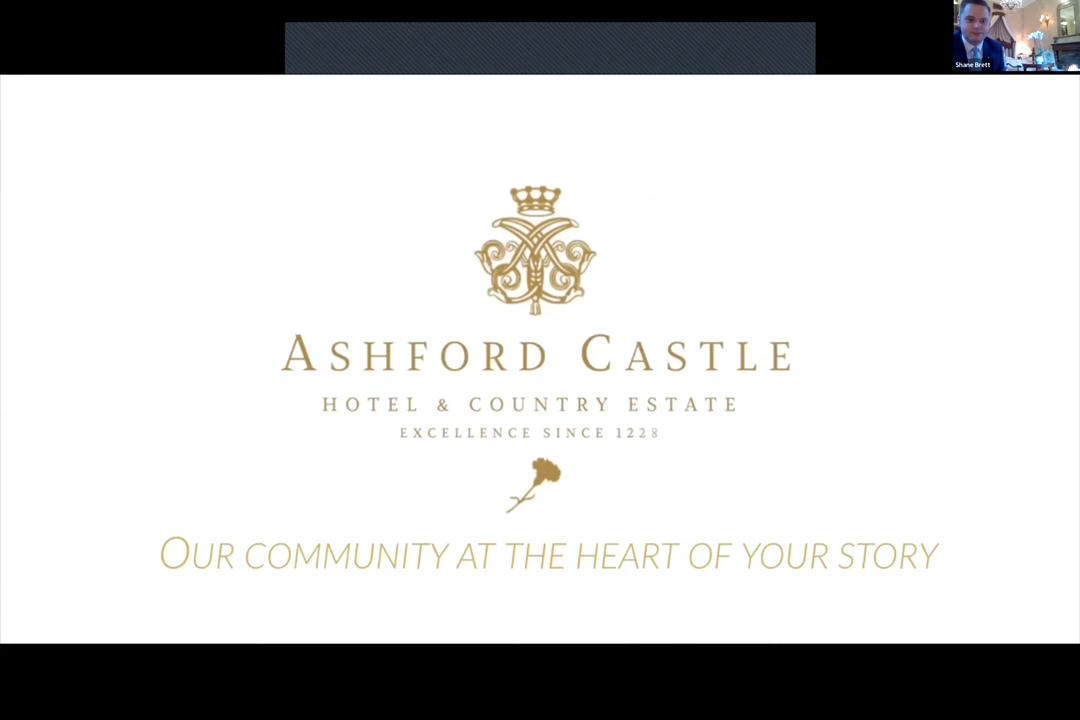 Shane Brett
ASHFORD CASTLE
HOTEL & COUNTRY ESTATE
EXCELLENCE SINCE 1228
OUR COMMUNITY AT THE HEART OF YOUR STORY